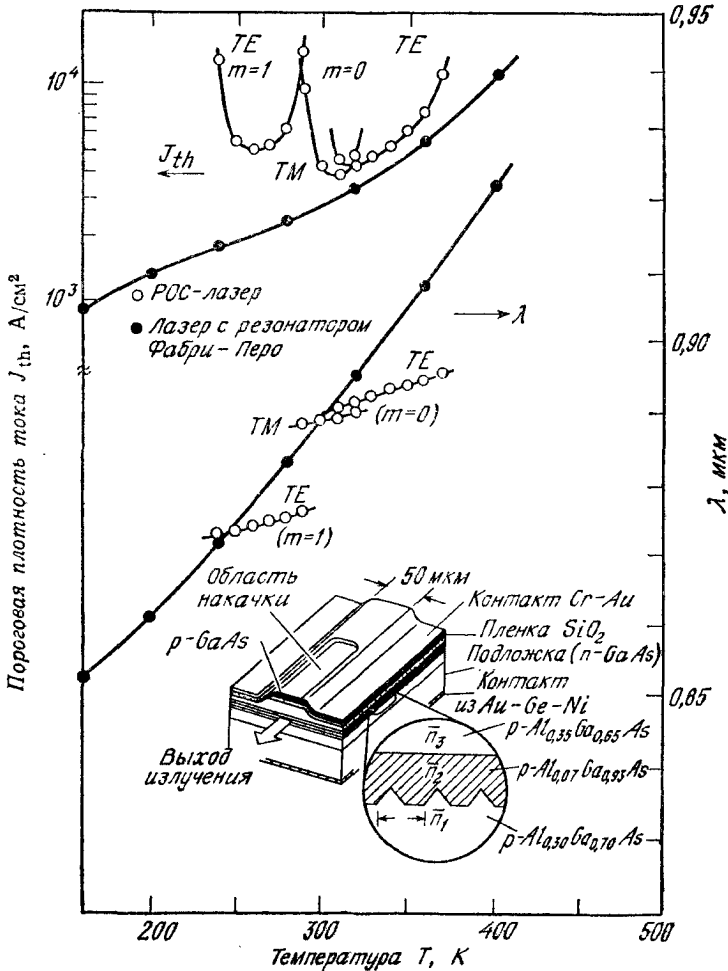 0,95
10⁴
TE
m=1
m=0
TE
J_th
TM
10³
РОС-лазер
Лазер с резонатором
Фабри-Перо
λ
0,90
TE
TM
(m=0)
TE
(m=1)
Пороговая плотность тока J_th, А/см²
λ, мкм
50 мкм
Область
накачки
Контакт Cr-Au
p-GaAs
Пленка SiO₂
Подложка (n-GaAs)
Контакт
из Au-Ge-Ni
0,85
Выход
излучения
p-Al₀,₃₅Ga₀,₆₅As
n̄₃
n̄₂
p-Al₀,₀₇Ga₀,₉₃As
n̄₁
p-Al₀,₃₀Ga₀,₇₀As
200
300
400
500
Температура T, К